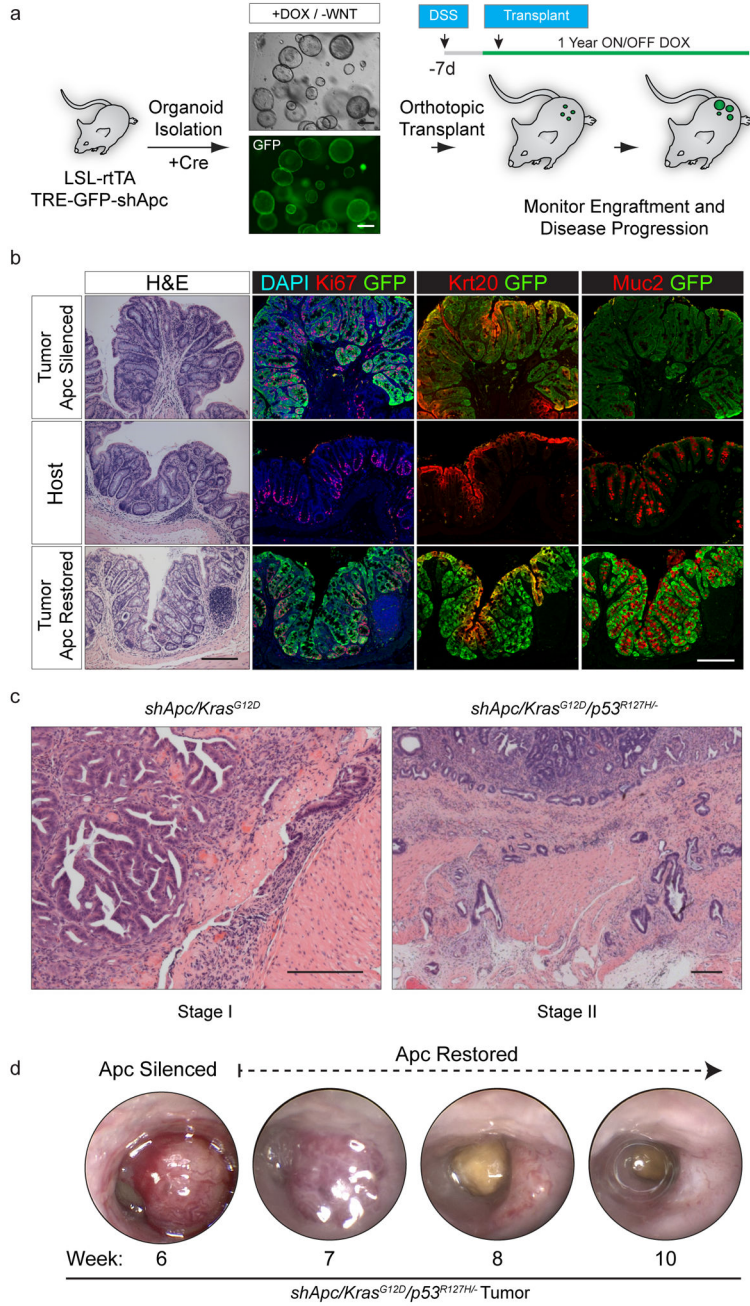 a
+DOX / -WNT
DSS
Transplant
1 Year ON/OFF DOX
-7d
Organoid
Isolation
+Cre
GFP
Orthotopic
Transplant
LSL-rtTA
TRE-GFP-shApc
Monitor Engraftment and
Disease Progression
b
H&E
DAPI Ki67 GFP
Krt20 GFP
Muc2 GFP
Tumor
Apc Silenced
Host
Tumor
Apc Restored
c
shApc/Kras^G12D
shApc/Kras^G12D/p53^R127H/-
Stage I
Stage II
d
Apc Silenced
Apc Restored
Week: 6 7 8 10
shApc/Kras^G12D/p53^R127H/- Tumor